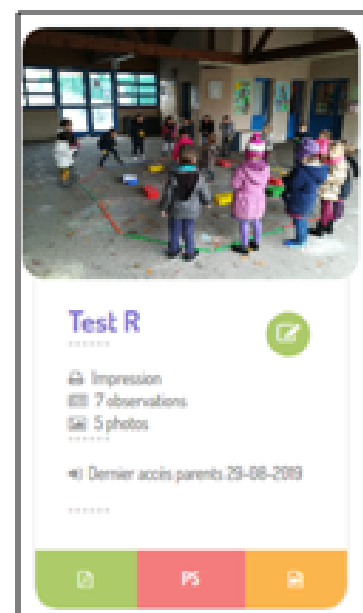 Test R
Impression
7 observations
5 photos
Dernier accès parents 29-08-2019
PS